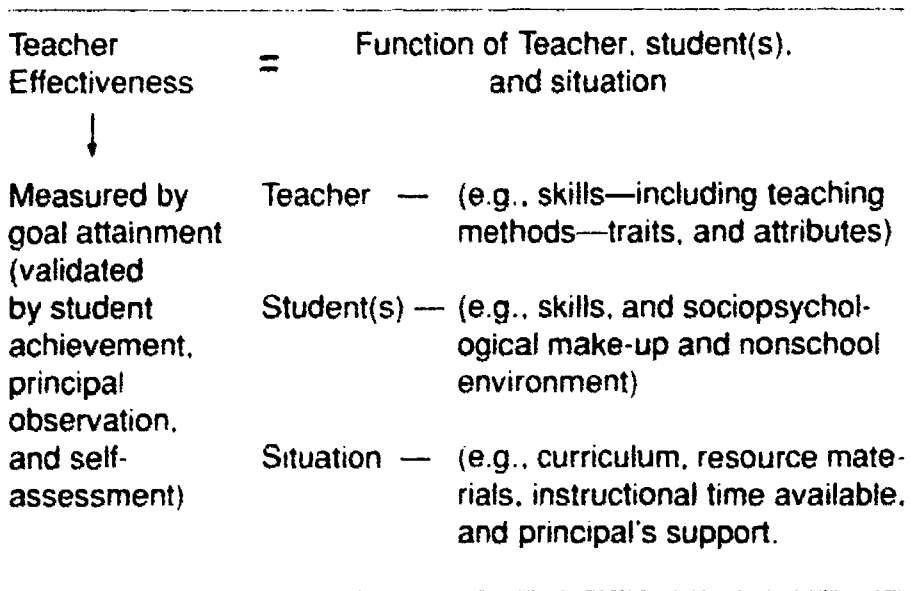 Teacher Effectiveness = Function of Teacher, student(s), and situation
↓
Measured by
goal attainment
(validated
by student
achievement,
principal
observation,
and self-
assessment)
Teacher — (e.g., skills—including teaching
methods—traits, and attributes)
Student(s) — (e.g., skills, and sociopsychol-
ogical make-up and nonschool
environment)
Situation — (e.g., curriculum, resource mate-
rials, instructional time available,
and principal's support.